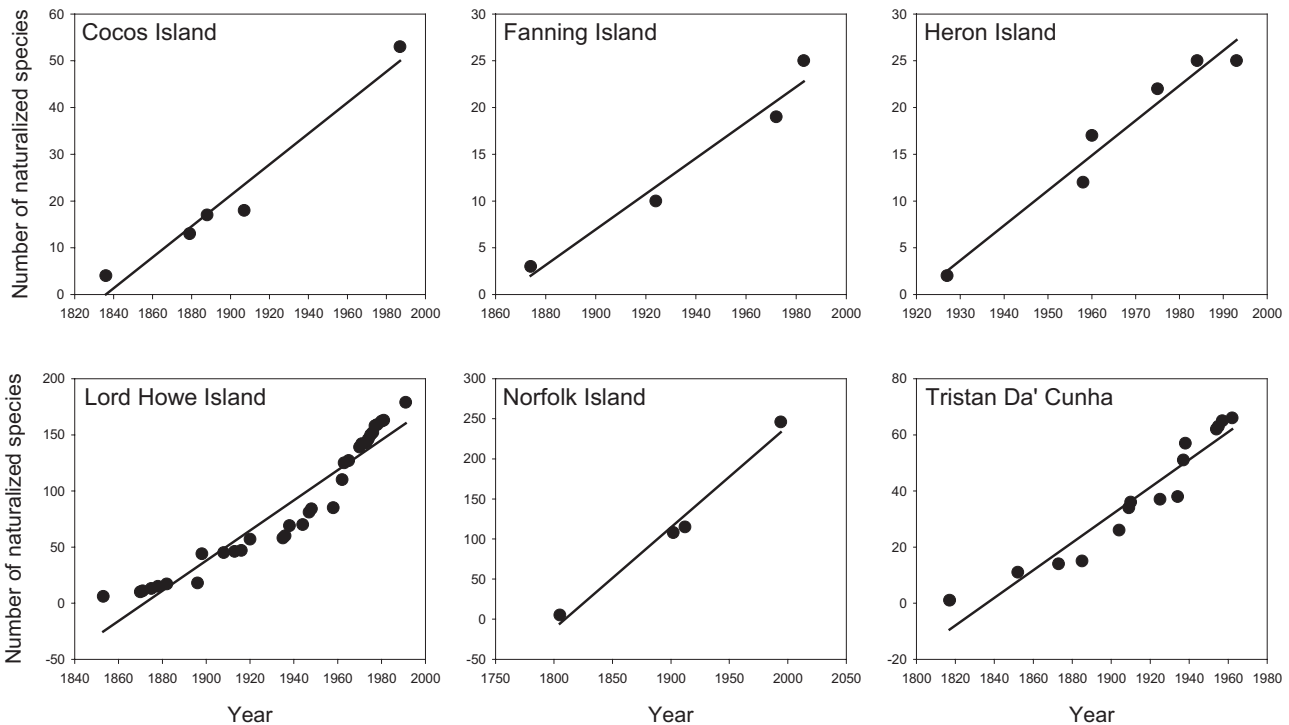 Cocos Island
Number of naturalized species
60
50
40
30
20
10
0
1820 1840 1860 1880 1900 1920 1940 1960 1980 2000
Fanning Island
30
25
20
15
10
5
0
1860 1880 1900 1920 1940 1960 1980 2000
Heron Island
30
25
20
15
10
5
0
1920 1930 1940 1950 1960 1970 1980 1990 2000
Lord Howe Island
Number of naturalized species
200
150
100
50
0
-50
1840 1860 1880 1900 1920 1940 1960 1980 2000
Year
Norfolk Island
300
250
200
150
100
50
0
-50
1750 1800 1850 1900 1950 2000 2050
Year
Tristan Da' Cunha
80
60
40
20
0
-20
1800 1820 1840 1860 1880 1900 1920 1940 1960 1980
Year